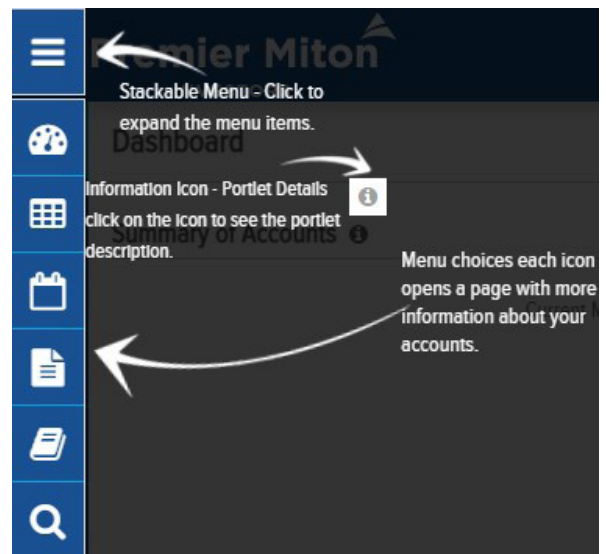 Premier Miton
Stackable Menu - Click to
expand the menu items.
Dashboard
Information Icon - Portlet Details
click on the icon to see the portlet
description.
Summary of Accounts
Menu choices each icon
opens a page with more
information about your
accounts.
Current M